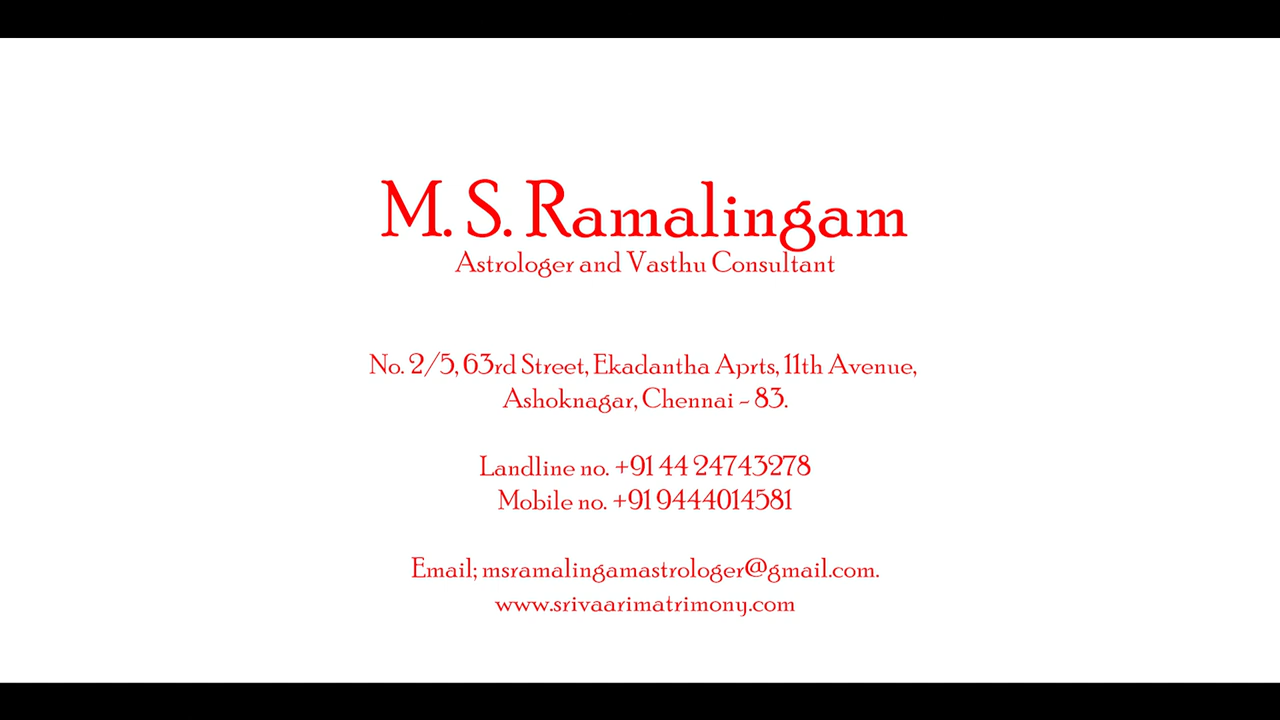 M. S. Ramalingam
Astrologer and Vasthu Consultant
No. 2/5, 63rd Street, Ekadantha Aprts, 11th Avenue,
Ashoknagar, Chennai - 83.
Landline no. +91 44 24743278
Mobile no. +91 9444014581
Email; msramalingamastrologer@gmail.com.
www.srivaarimatrimony.com